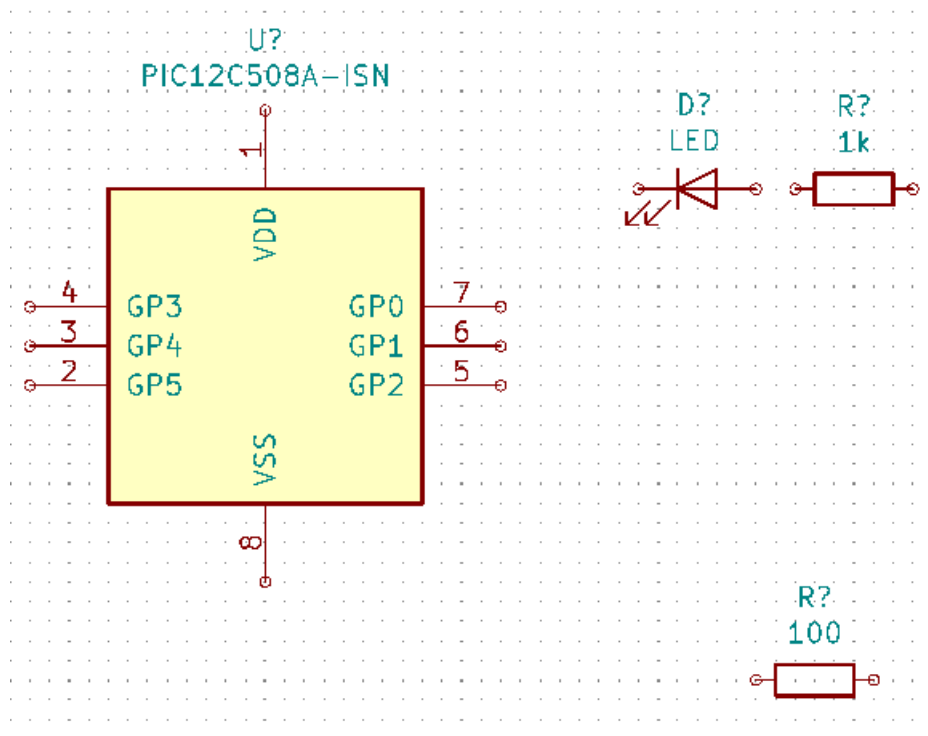 U?
PIC12C508A-ISN
D?
LED
R?
1k
1
VDD
4
GP3
GP0
7
3
GP4
GP1
6
2
GP5
GP2
5
VSS
8
R?
100